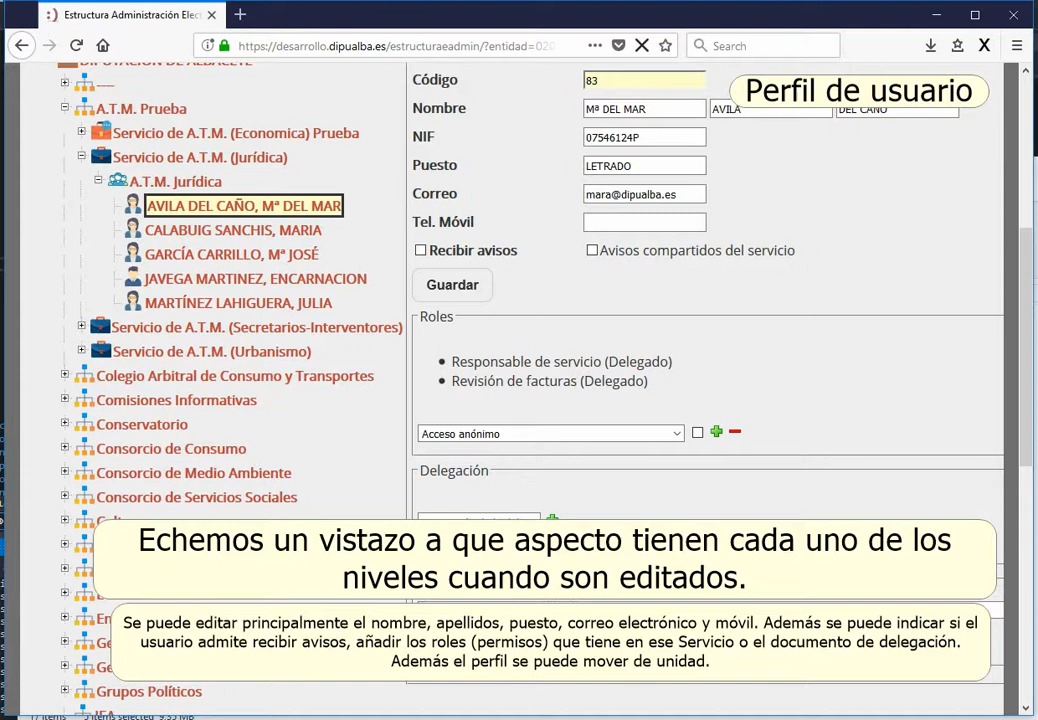 Estructura Administración Elec
https://desarrollo.dipualba.es/estructuraeadmin/?entidad=020
Search
DIPUTACIÓN DE ALBACETE
-----
A.T.M. Prueba
Servicio de A.T.M. (Economica) Prueba
Servicio de A.T.M. (Jurídica)
A.T.M. Jurídica
AVILA DEL CAÑO, Mª DEL MAR
CALABUIG SANCHIS, MARIA
GARCÍA CARRILLO, Mª JOSÉ
JAVEGA MARTINEZ, ENCARNACION
MARTÍNEZ LAHIGUERA, JULIA
Servicio de A.T.M. (Secretarios-Interventores)
Servicio de A.T.M. (Urbanismo)
Colegio Arbitral de Consumo y Transportes
Comisiones Informativas
Conservatorio
Consorcio de Consumo
Consorcio de Medio Ambiente
Consorcio de Servicios Sociales
Grupos Políticos
Perfil de usuario
Código 83
Nombre Mª DEL MAR AVILA DEL CAÑO
NIF 07546124P
Puesto LETRADO
Correo mara@dipualba.es
Tel. Móvil
Recibir avisos Avisos compartidos del servicio
Guardar
Roles
Responsable de servicio (Delegado)
Revisión de facturas (Delegado)
Acceso anónimo
Delegación
Echemos un vistazo a que aspecto tienen cada uno de los
niveles cuando son editados.
Se puede editar principalmente el nombre, apellidos, puesto, correo electrónico y móvil. Además se puede indicar si el
usuario admite recibir avisos, añadir los roles (permisos) que tiene en ese Servicio o el documento de delegación.
Además el perfil se puede mover de unidad.